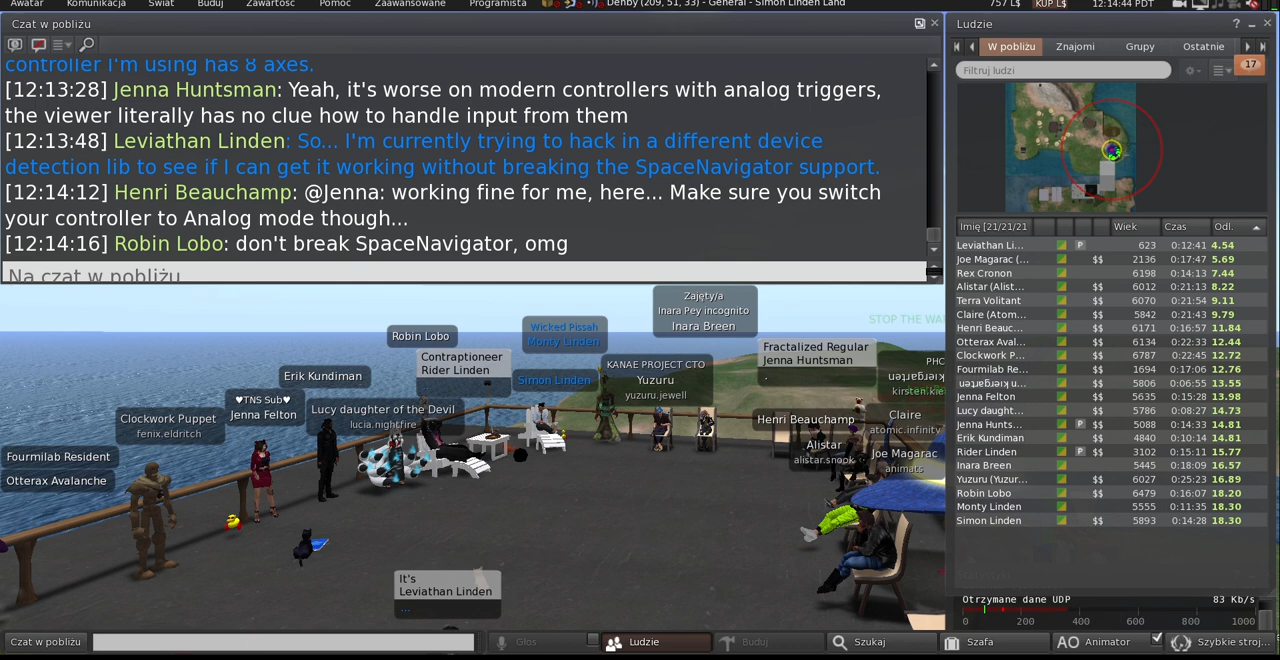 Awatar Komunikacja Świat Buduj Zawartość Pomoc Zaawansowane Programista Denby (209, 51, 33) - General - Simon Linden Land 757 L$ KUP L$ 12:14:44 PDT
Czat w pobliżu
controller I'm using has 8 axes.
[12:13:28] Jenna Huntsman: Yeah, it's worse on modern controllers with analog triggers,
the viewer literally has no clue how to handle input from them
[12:13:48] Leviathan Linden: So... I'm currently trying to hack in a different device
detection lib to see if I can get it working without breaking the SpaceNavigator support.
[12:14:12] Henri Beauchamp: @Jenna: working fine for me, here... Make sure you switch
your controller to Analog mode though...
[12:14:16] Robin Lobo: don't break SpaceNavigator, omg
Na czat w pobliżu
Zajęty/a
Inara Pey incognito
Inara Breen
STOP THE
Robin Lobo
Wicked Pissah
Monty Linden
Contraptioneer
Rider Linden
Fractalized Regular
Jenna Huntsman
.
Erik Kundiman
Simon Linden
KANAE PROJECT CTO
Yuzuru
yuzuru.jewell
♥TNS Sub♥
Jenna Felton
Lucy daughter of the Devil
lucia.nightfire
Clockwork Puppet
fenix.eldritch
Henri Beauchamp
Claire
atomic.infinity
Alistar
alistar.snook
Joe Magarac
animats
Fourmilab Resident
Otterax Avalanche
It's
Leviathan Linden
...
Ludzie
W pobliżu Znajomi Grupy Ostatnie
Filtruj ludzi
17
Imię [21/21/21 Wiek Czas Odl.
Leviathan Li... P 623 0:12:41 4.54
Joe Magarac (... $$ 2136 0:17:47 5.69
Rex Cronon 6198 0:14:13 7.44
Alistar (Alist... $$ 6012 0:21:13 8.22
Terra Volitant $$ 6070 0:21:54 9.11
Claire (Atom... $$ 5842 0:21:43 9.79
Henri Beauc... $$ 6171 0:16:57 11.84
Otterax Aval... $$ 6134 0:22:33 12.44
Clockwork P... $$ 6787 0:22:45 12.72
Fourmilab Re... $$ 1694 0:17:06 12.76
$$ 5806 0:06:55 13.55
Jenna Felton $$ 5635 0:15:28 13.98
Lucy daught... $$ 5786 0:08:27 14.73
Jenna Hunts... P $$ 5088 0:14:33 14.81
Erik Kundiman $$ 4840 0:10:14 14.81
Rider Linden P $$ 3102 0:15:11 15.77
Inara Breen 5445 0:18:09 16.57
Yuzuru (Yuzur... $$ 6027 0:25:23 16.89
Robin Lobo $$ 6479 0:16:07 18.20
Monty Linden 5555 0:11:35 18.30
Simon Linden $$ 5893 0:14:28 18.30
Otrzymane dane UDP 83 Kb/s
0 200 400 600 800 1000
Czat w pobliżu Głos Ludzie Buduj Szukaj Szafa AO Animator Szybkie stroj...